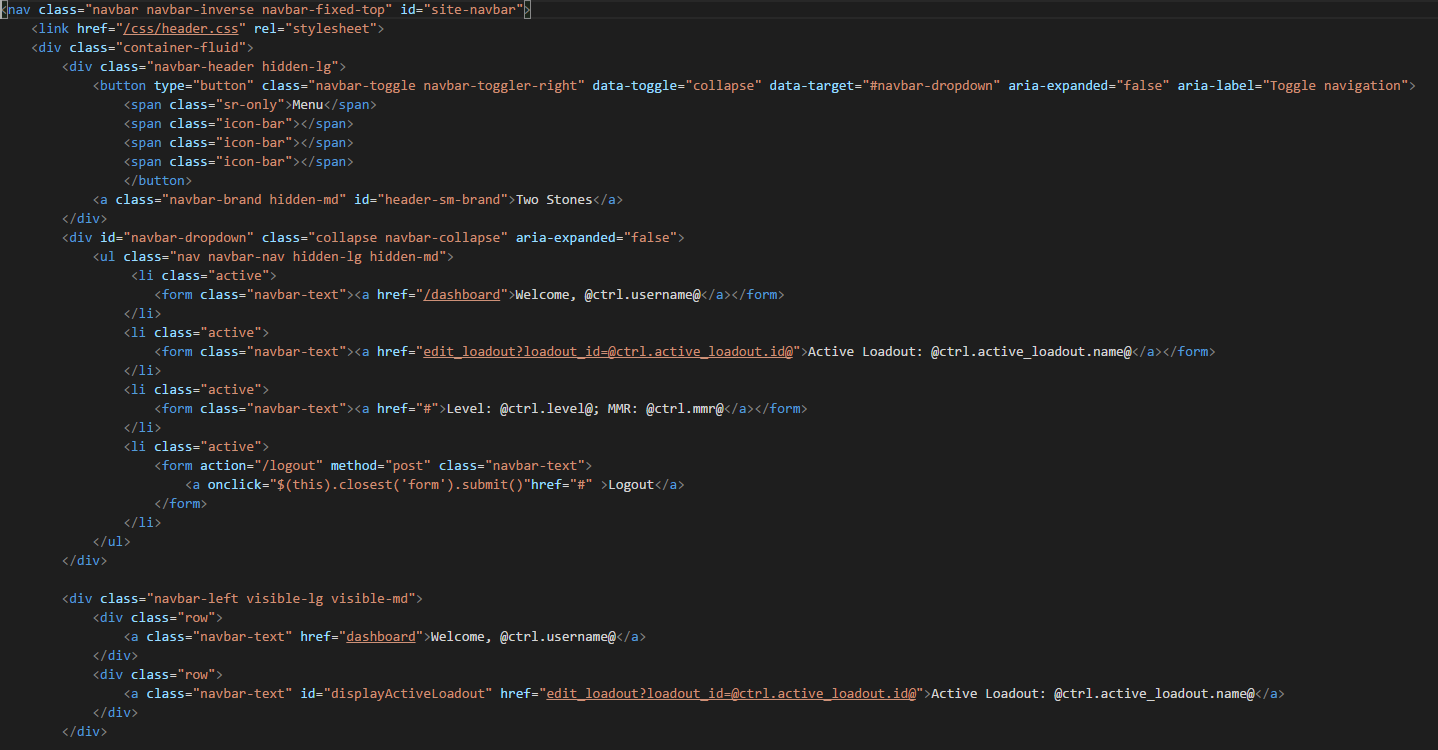 <nav class="navbar navbar-inverse navbar-fixed-top" id="site-navbar">
<link href="/css/header.css" rel="stylesheet">
<div class="container-fluid">
<div class="navbar-header hidden-lg">
<button type="button" class="navbar-toggle navbar-toggler-right" data-toggle="collapse" data-target="#navbar-dropdown" aria-expanded="false" aria-label="Toggle navigation">
<span class="sr-only">Menu</span>
<span class="icon-bar"></span>
<span class="icon-bar"></span>
<span class="icon-bar"></span>
</button>
<a class="navbar-brand hidden-md" id="header-sm-brand">Two Stones</a>
</div>
<div id="navbar-dropdown" class="collapse navbar-collapse" aria-expanded="false">
<ul class="nav navbar-nav hidden-lg hidden-md">
<li class="active">
<form class="navbar-text"><a href="/dashboard">Welcome, @ctrl.username@</a></form>
</li>
<li class="active">
<form class="navbar-text"><a href="edit_loadout?loadout_id=@ctrl.active_loadout.id@">Active Loadout: @ctrl.active_loadout.name@</a></form>
</li>
<li class="active">
<form class="navbar-text"><a href="#">Level: @ctrl.level@; MMR: @ctrl.mmr@</a></form>
</li>
<li class="active">
<form action="/logout" method="post" class="navbar-text">
<a onclick="$(this).closest('form').submit()"href="#" >Logout</a>
</form>
</li>
</ul>
</div>
<div class="navbar-left visible-lg visible-md">
<div class="row">
<a class="navbar-text" href="dashboard">Welcome, @ctrl.username@</a>
</div>
<div class="row">
<a class="navbar-text" id="displayActiveLoadout" href="edit_loadout?loadout_id=@ctrl.active_loadout.id@">Active Loadout: @ctrl.active_loadout.name@</a>
</div>
</div>